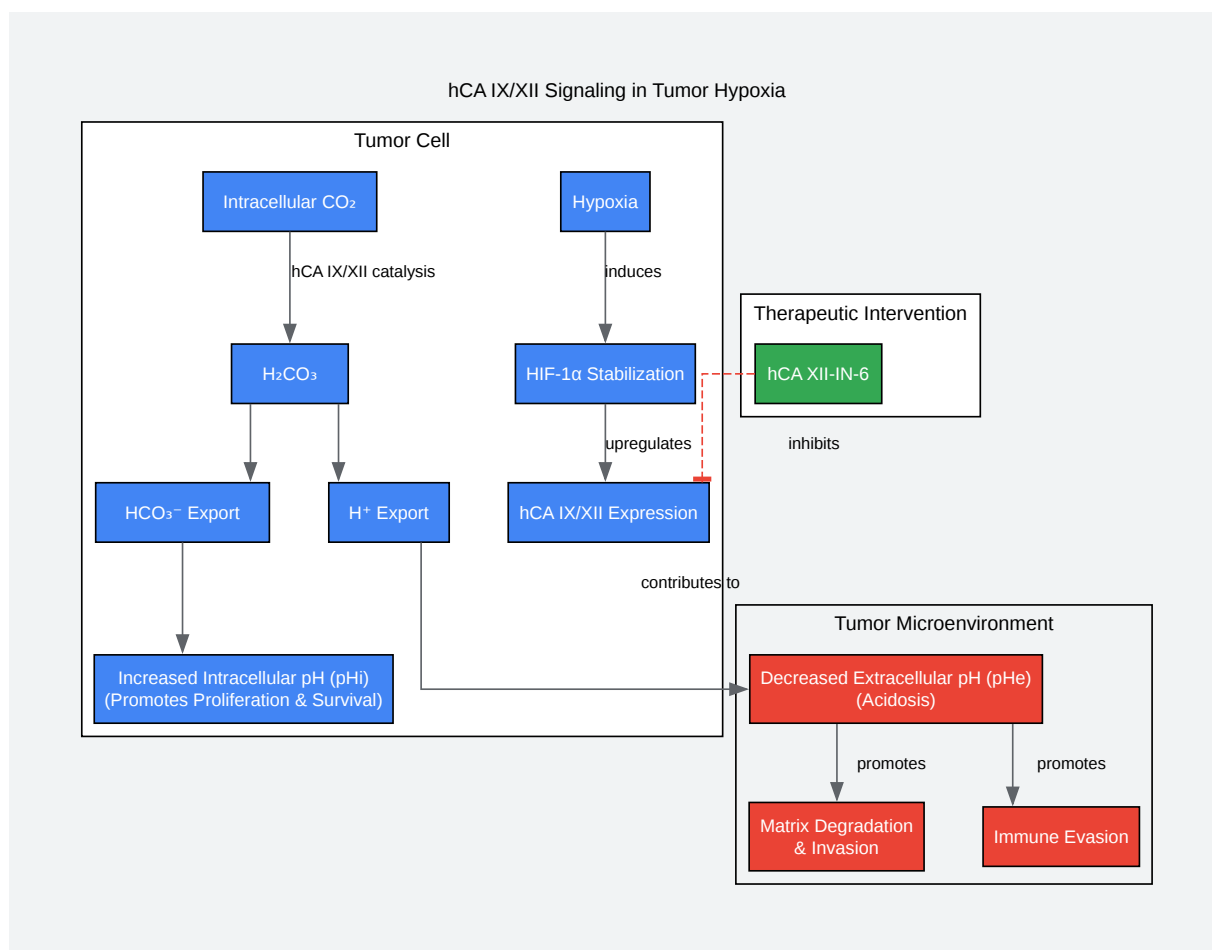 hCA IX/XII Signaling in Tumor Hypoxia
Tumor Cell
Intracellular CO₂
Hypoxia
hCA IX/XII catalysis
induces
Therapeutic Intervention
H₂CO₃
HIF-1α Stabilization
hCA XII-IN-6
upregulates
inhibits
HCO₃⁻ Export
H⁺ Export
hCA IX/XII Expression
contributes to
Tumor Microenvironment
Increased Intracellular pH (pHi)
(Promotes Proliferation & Survival)
Decreased Extracellular pH (pHe)
(Acidosis)
promotes
promotes
Matrix Degradation
& Invasion
Immune Evasion